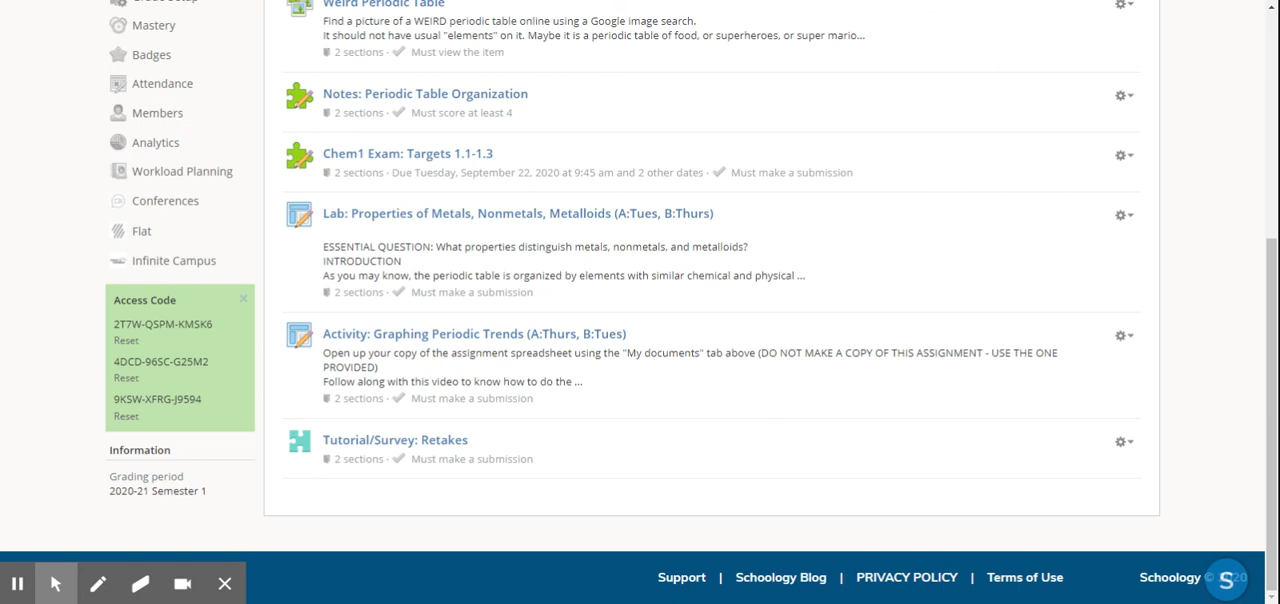 Grade Setup
Mastery
Badges
Attendance
Members
Analytics
Workload Planning
Conferences
Flat
Infinite Campus
Access Code
2T7W-QSPM-KMSK6
Reset
4DCD-96SC-G25M2
Reset
9KSW-XFRG-J9594
Reset
Information
Grading period
2020-21 Semester 1
Weird Periodic Table
Find a picture of a WEIRD periodic table online using a Google image search.
It should not have usual "elements" on it. Maybe it is a periodic table of food, or superheroes, or super mario...
2 sections · Must view the item
Notes: Periodic Table Organization
2 sections · Must score at least 4
Chem1 Exam: Targets 1.1-1.3
2 sections · Due Tuesday, September 22, 2020 at 9:45 am and 2 other dates · Must make a submission
Lab: Properties of Metals, Nonmetals, Metalloids (A:Tues, B:Thurs)
ESSENTIAL QUESTION: What properties distinguish metals, nonmetals, and metalloids?
INTRODUCTION
As you may know, the periodic table is organized by elements with similar chemical and physical ...
2 sections · Must make a submission
Activity: Graphing Periodic Trends (A:Thurs, B:Tues)
Open up your copy of the assignment spreadsheet using the "My documents" tab above (DO NOT MAKE A COPY OF THIS ASSIGNMENT - USE THE ONE
PROVIDED)
Follow along with this video to know how to do the ...
2 sections · Must make a submission
Tutorial/Survey: Retakes
2 sections · Must make a submission
Support | Schoology Blog | PRIVACY POLICY | Terms of Use
Schoology © 2020
S